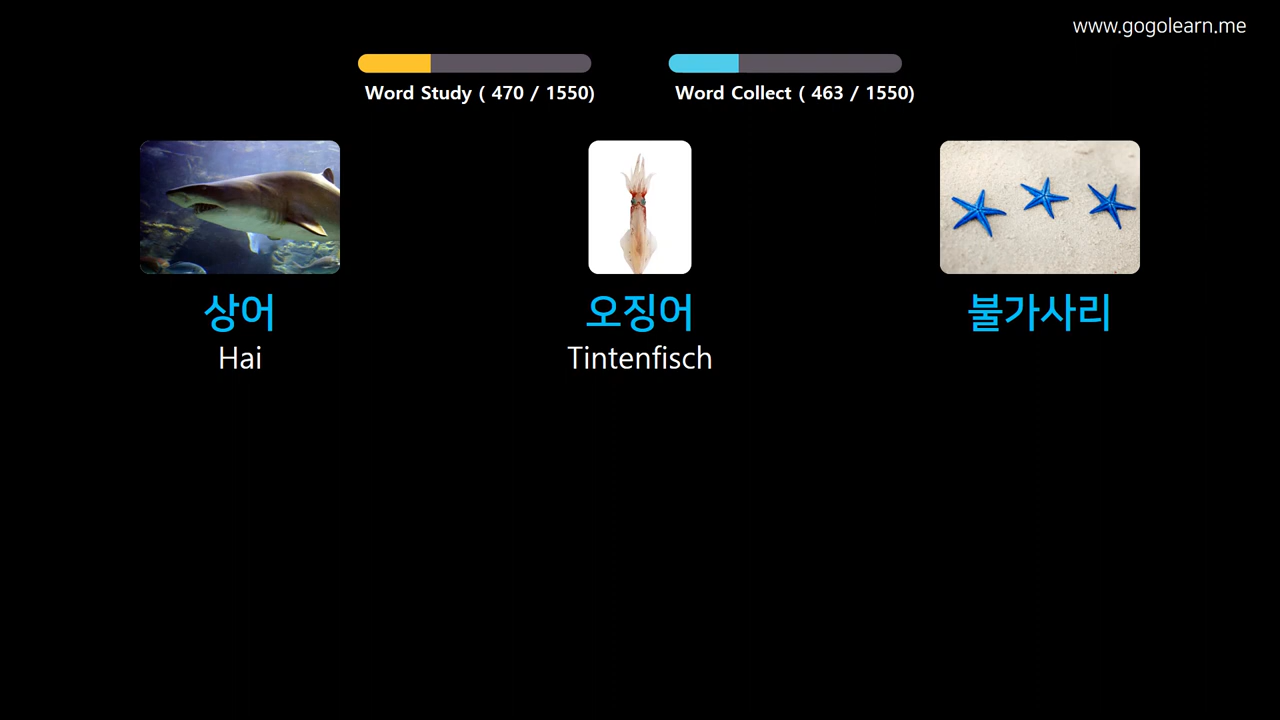 www.gogolearn.me
Word Study ( 470 / 1550)
Word Collect ( 463 / 1550)
상어
오징어
불가사리
Hai
Tintenfisch